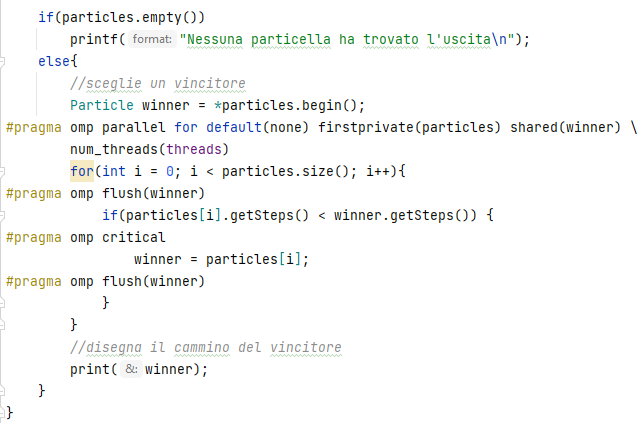 if(particles.empty())
printf( format: "Nessuna particella ha trovato l'uscita\n");
else{
//sceglie un vincitore
Particle winner = *particles.begin();
#pragma omp parallel for default(none) firstprivate(particles) shared(winner) \
num_threads(threads)
for(int i = 0; i < particles.size(); i++){
#pragma omp flush(winner)
if(particles[i].getSteps() < winner.getSteps()) {
#pragma omp critical
winner = particles[i];
#pragma omp flush(winner)
}
}
//disegna il cammino del vincitore
print( &: winner);
}
}